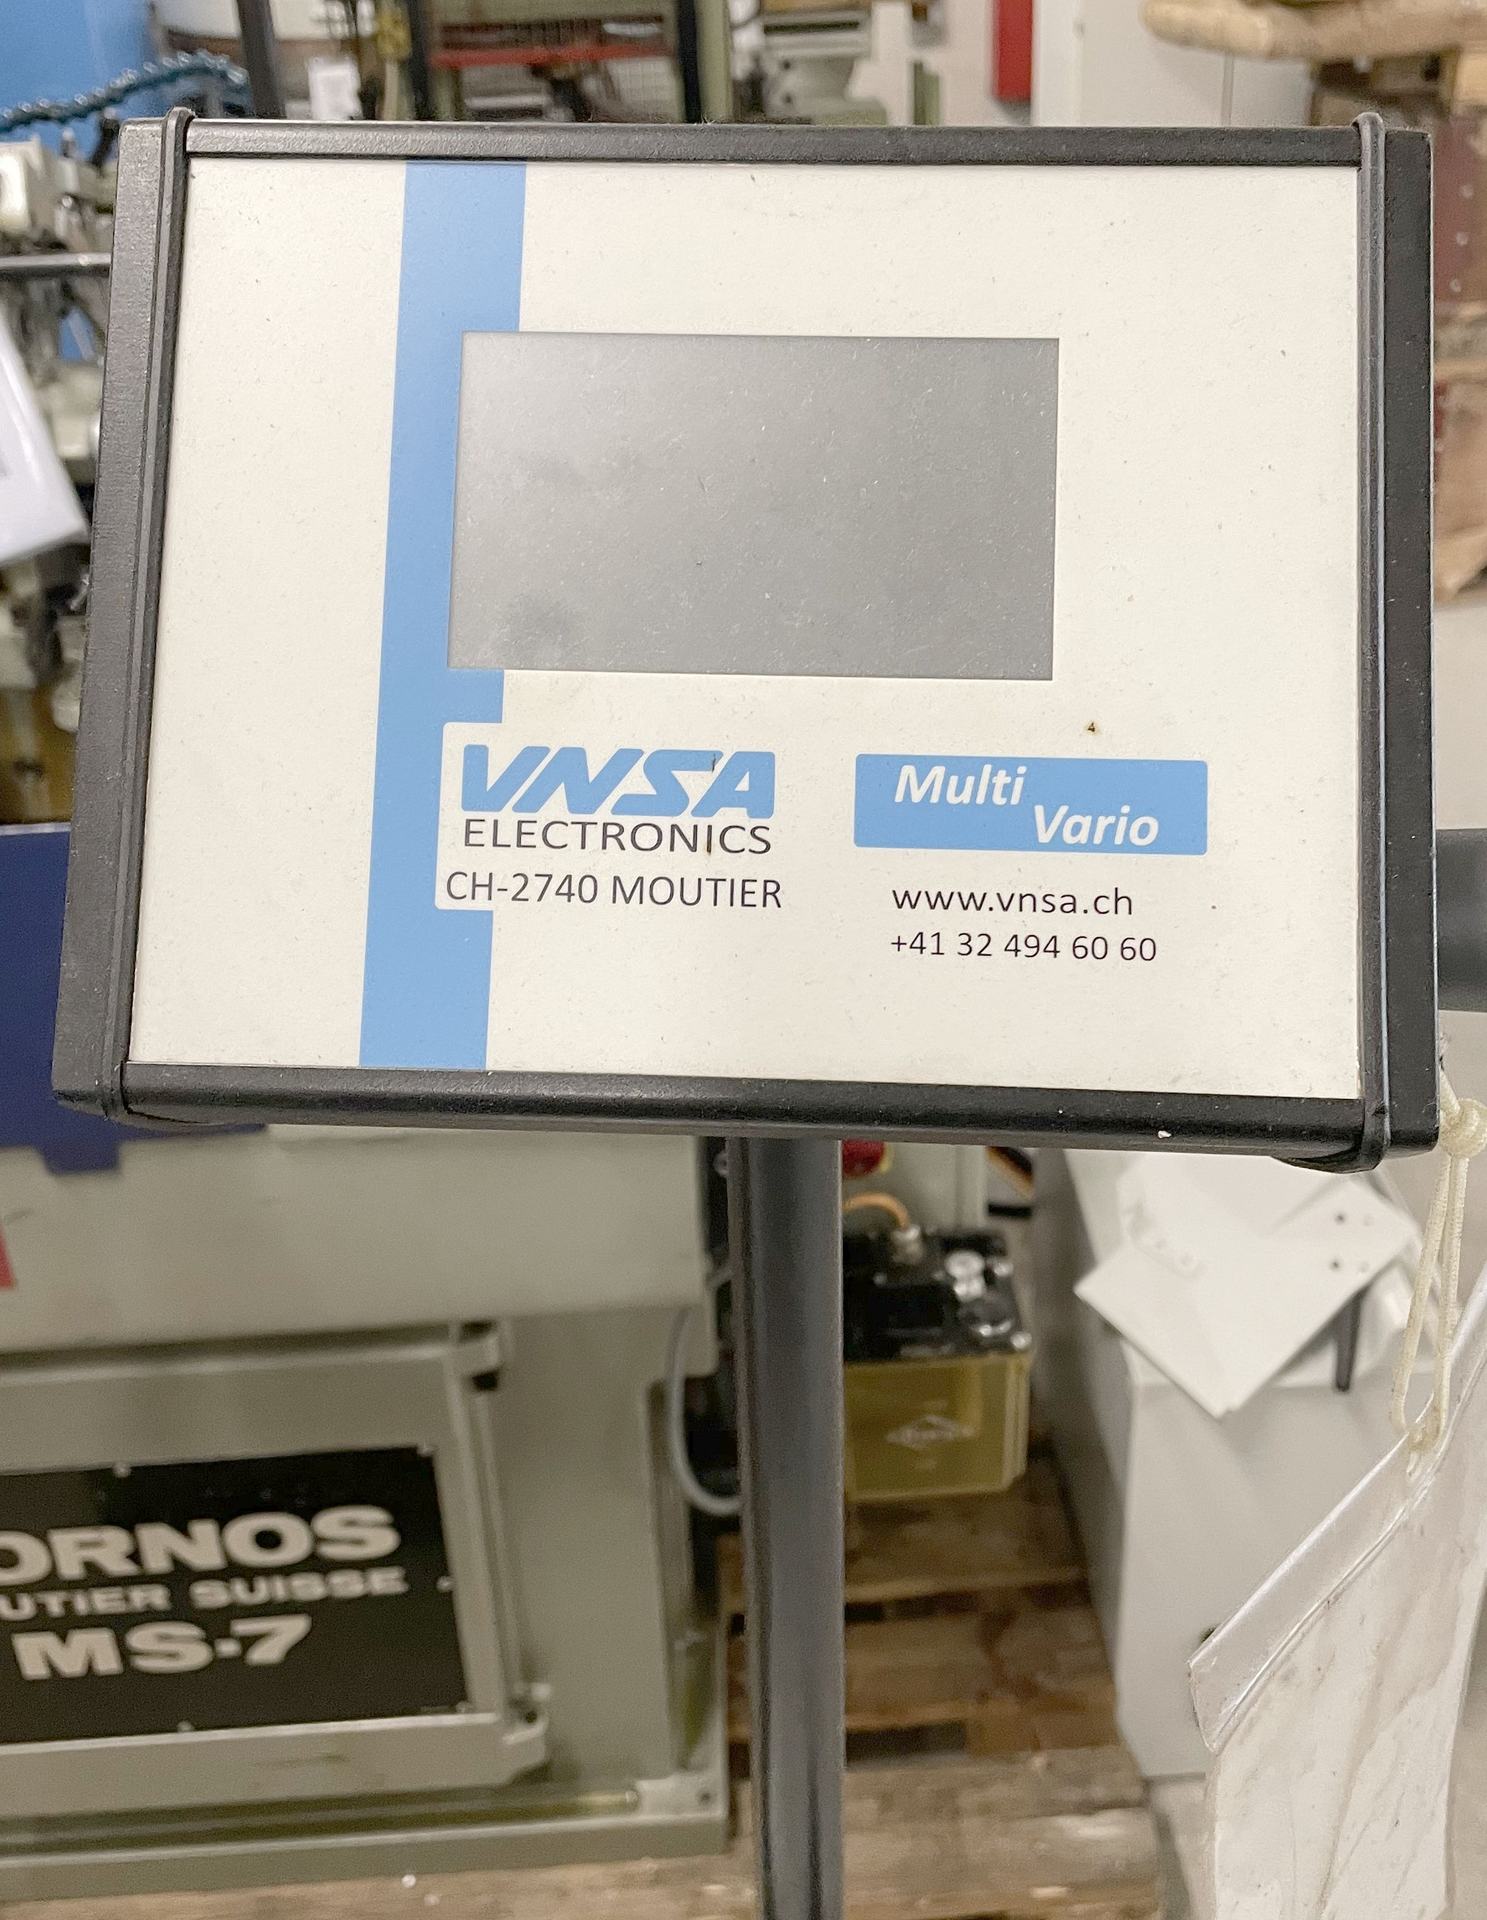 VNSA
ELECTRONICS
CH-2740 MOUTIER
Multi
Vario
www.vnsa.ch
+41 32 494 60 60
ORNOS
UTIER SUISSE
MS-7